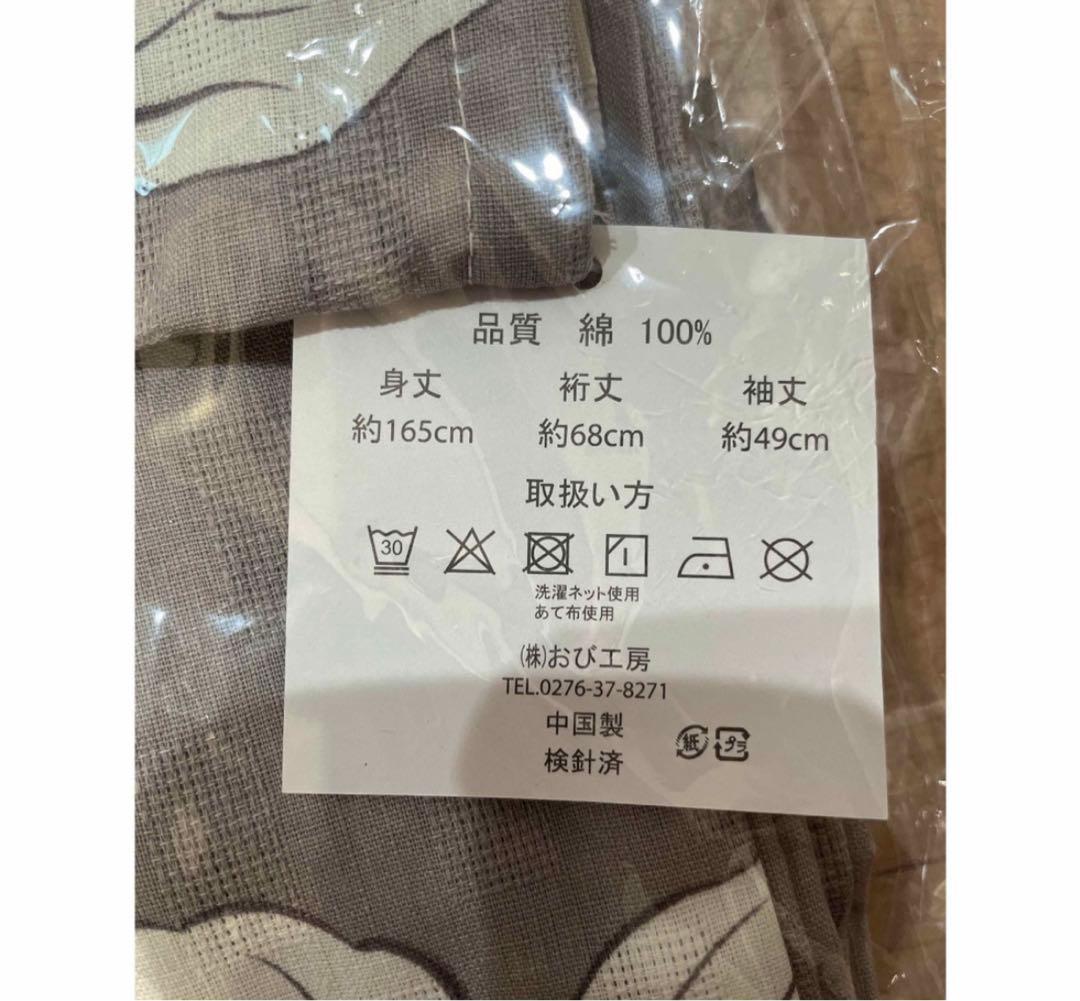 品質 綿 100%
身丈 裄丈 袖丈
約165cm 約68cm 約49cm
取扱い方
30
洗濯ネット使用
あて布使用
㈱おび工房
TEL.0276-37-8271
中国製
検針済
紙 プラ